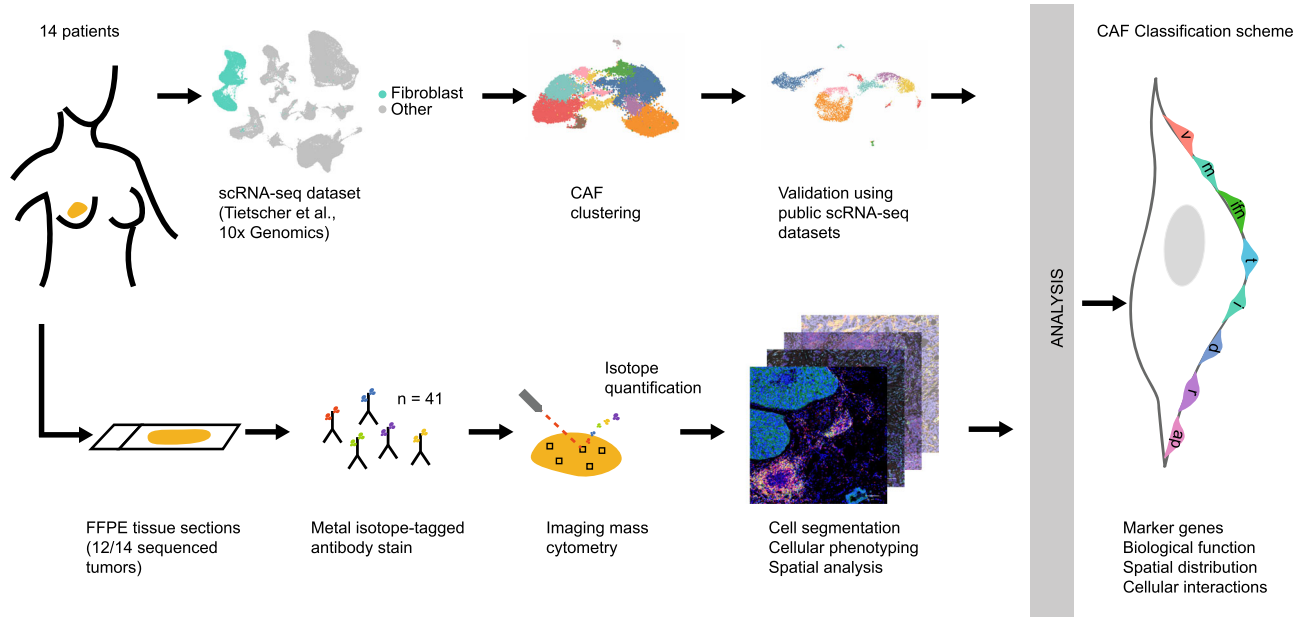 14 patients
Fibroblast
Other
scRNA-seq dataset
(Tietscher et al.,
10x Genomics)
CAF
clustering
Validation using
public scRNA-seq
datasets
FFPE tissue sections
(12/14 sequenced
tumors)
n = 41
Metal isotope-tagged
antibody stain
Isotope
quantification
Imaging mass
cytometry
Cell segmentation
Cellular phenotyping
Spatial analysis
ANALYSIS
CAF Classification scheme
v
m
ifn
t
i
d
r
ap
Marker genes
Biological function
Spatial distribution
Cellular interactions